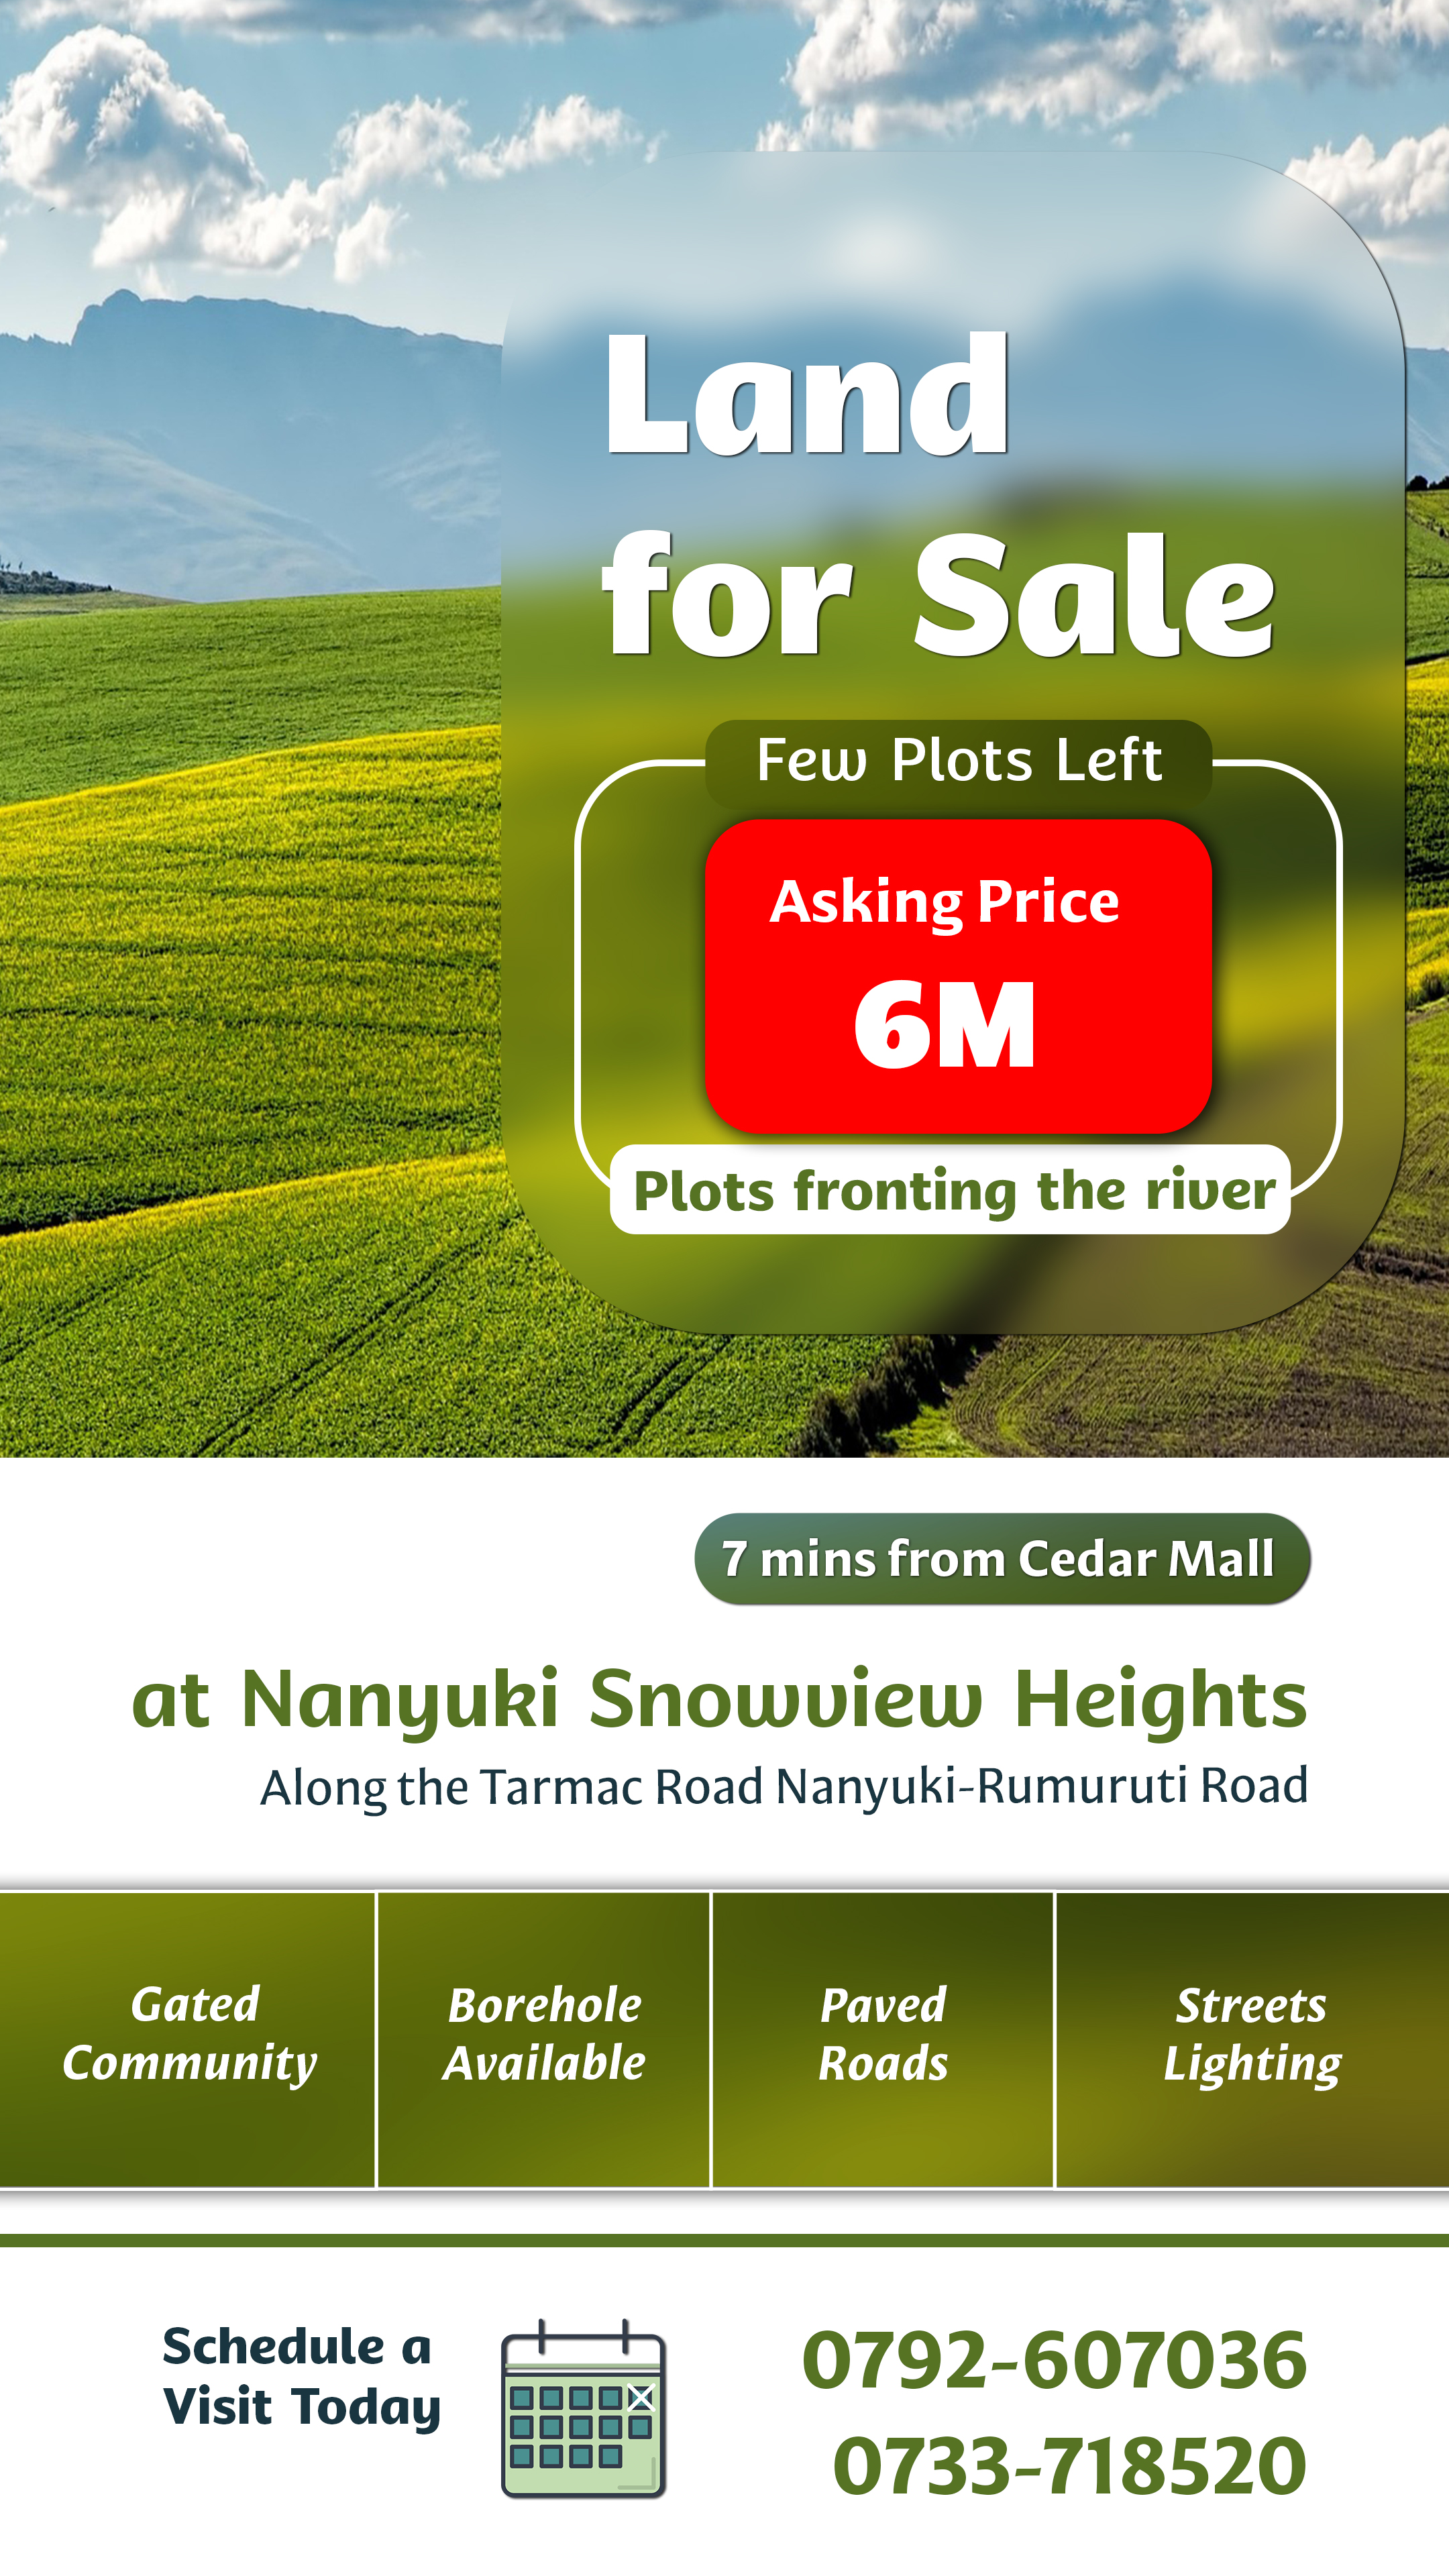 Land
for Sale
Few Plots Left
Asking Price
6M
Plots fronting the river
7 mins from Cedar Mall
at Nanyuki Snowview Heights
Along the Tarmac Road Nanyuki-Rumuruti Road
Gated
Community
Borehole
Available
Paved
Roads
Streets
Lighting
Schedule a
Visit Today
0792-607036
0733-718520